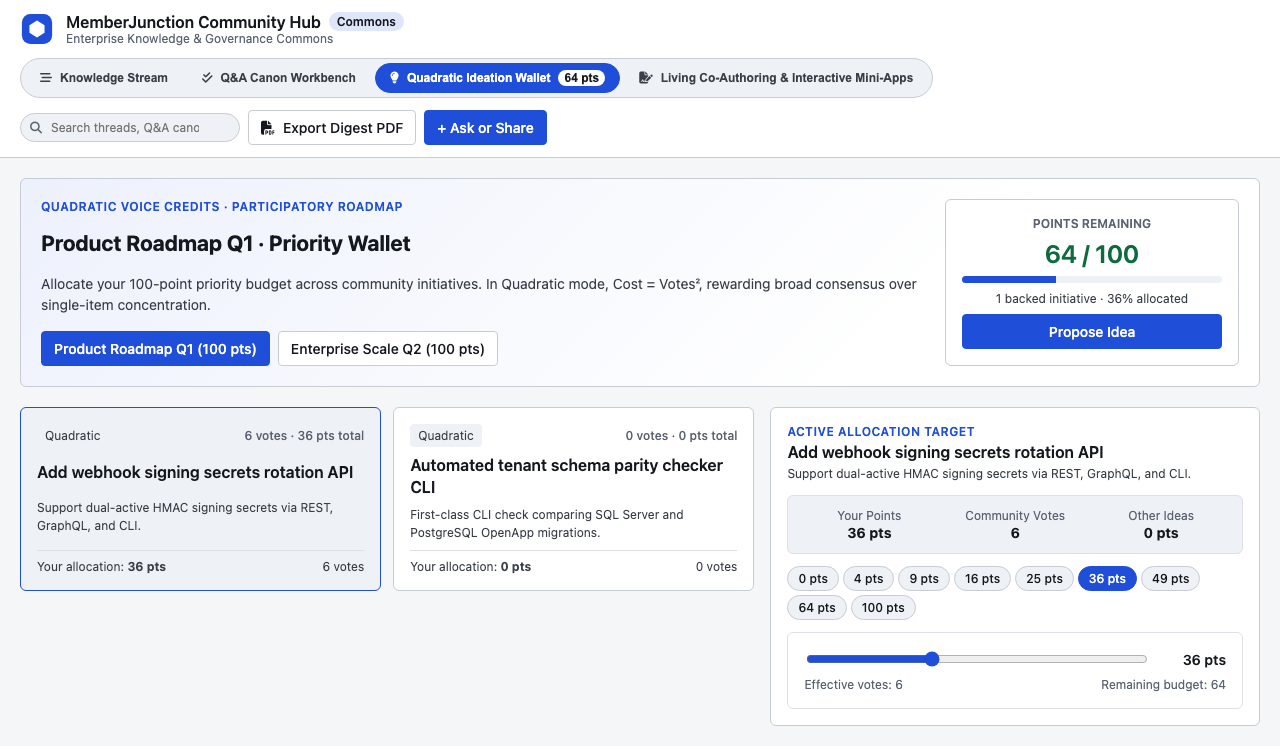 MemberJunction Community Hub
Commons
Enterprise Knowledge & Governance Commons
Knowledge Stream
Q&A Canon Workbench
Quadratic Ideation Wallet
64 pts
Living Co-Authoring & Interactive Mini-Apps
Search threads, Q&A cano
PDF
Export Digest PDF
+ Ask or Share
QUADRATIC VOICE CREDITS · PARTICIPATORY ROADMAP
Product Roadmap Q1 · Priority Wallet
Allocate your 100-point priority budget across community initiatives. In Quadratic mode, Cost = Votes², rewarding broad consensus over
single-item concentration.
Product Roadmap Q1 (100 pts)
Enterprise Scale Q2 (100 pts)
POINTS REMAINING
64 / 100
1 backed initiative · 36% allocated
Propose Idea
Quadratic
6 votes · 36 pts total
Add webhook signing secrets rotation API
Support dual-active HMAC signing secrets via REST,
GraphQL, and CLI.
Your allocation: 36 pts
6 votes
Quadratic
0 votes · 0 pts total
Automated tenant schema parity checker
CLI
First-class CLI check comparing SQL Server and
PostgreSQL OpenApp migrations.
Your allocation: 0 pts
0 votes
ACTIVE ALLOCATION TARGET
Add webhook signing secrets rotation API
Support dual-active HMAC signing secrets via REST, GraphQL, and CLI.
Your Points
36 pts
Community Votes
6
Other Ideas
0 pts
0 pts
4 pts
9 pts
16 pts
25 pts
36 pts
49 pts
64 pts
100 pts
36 pts
Effective votes: 6
Remaining budget: 64